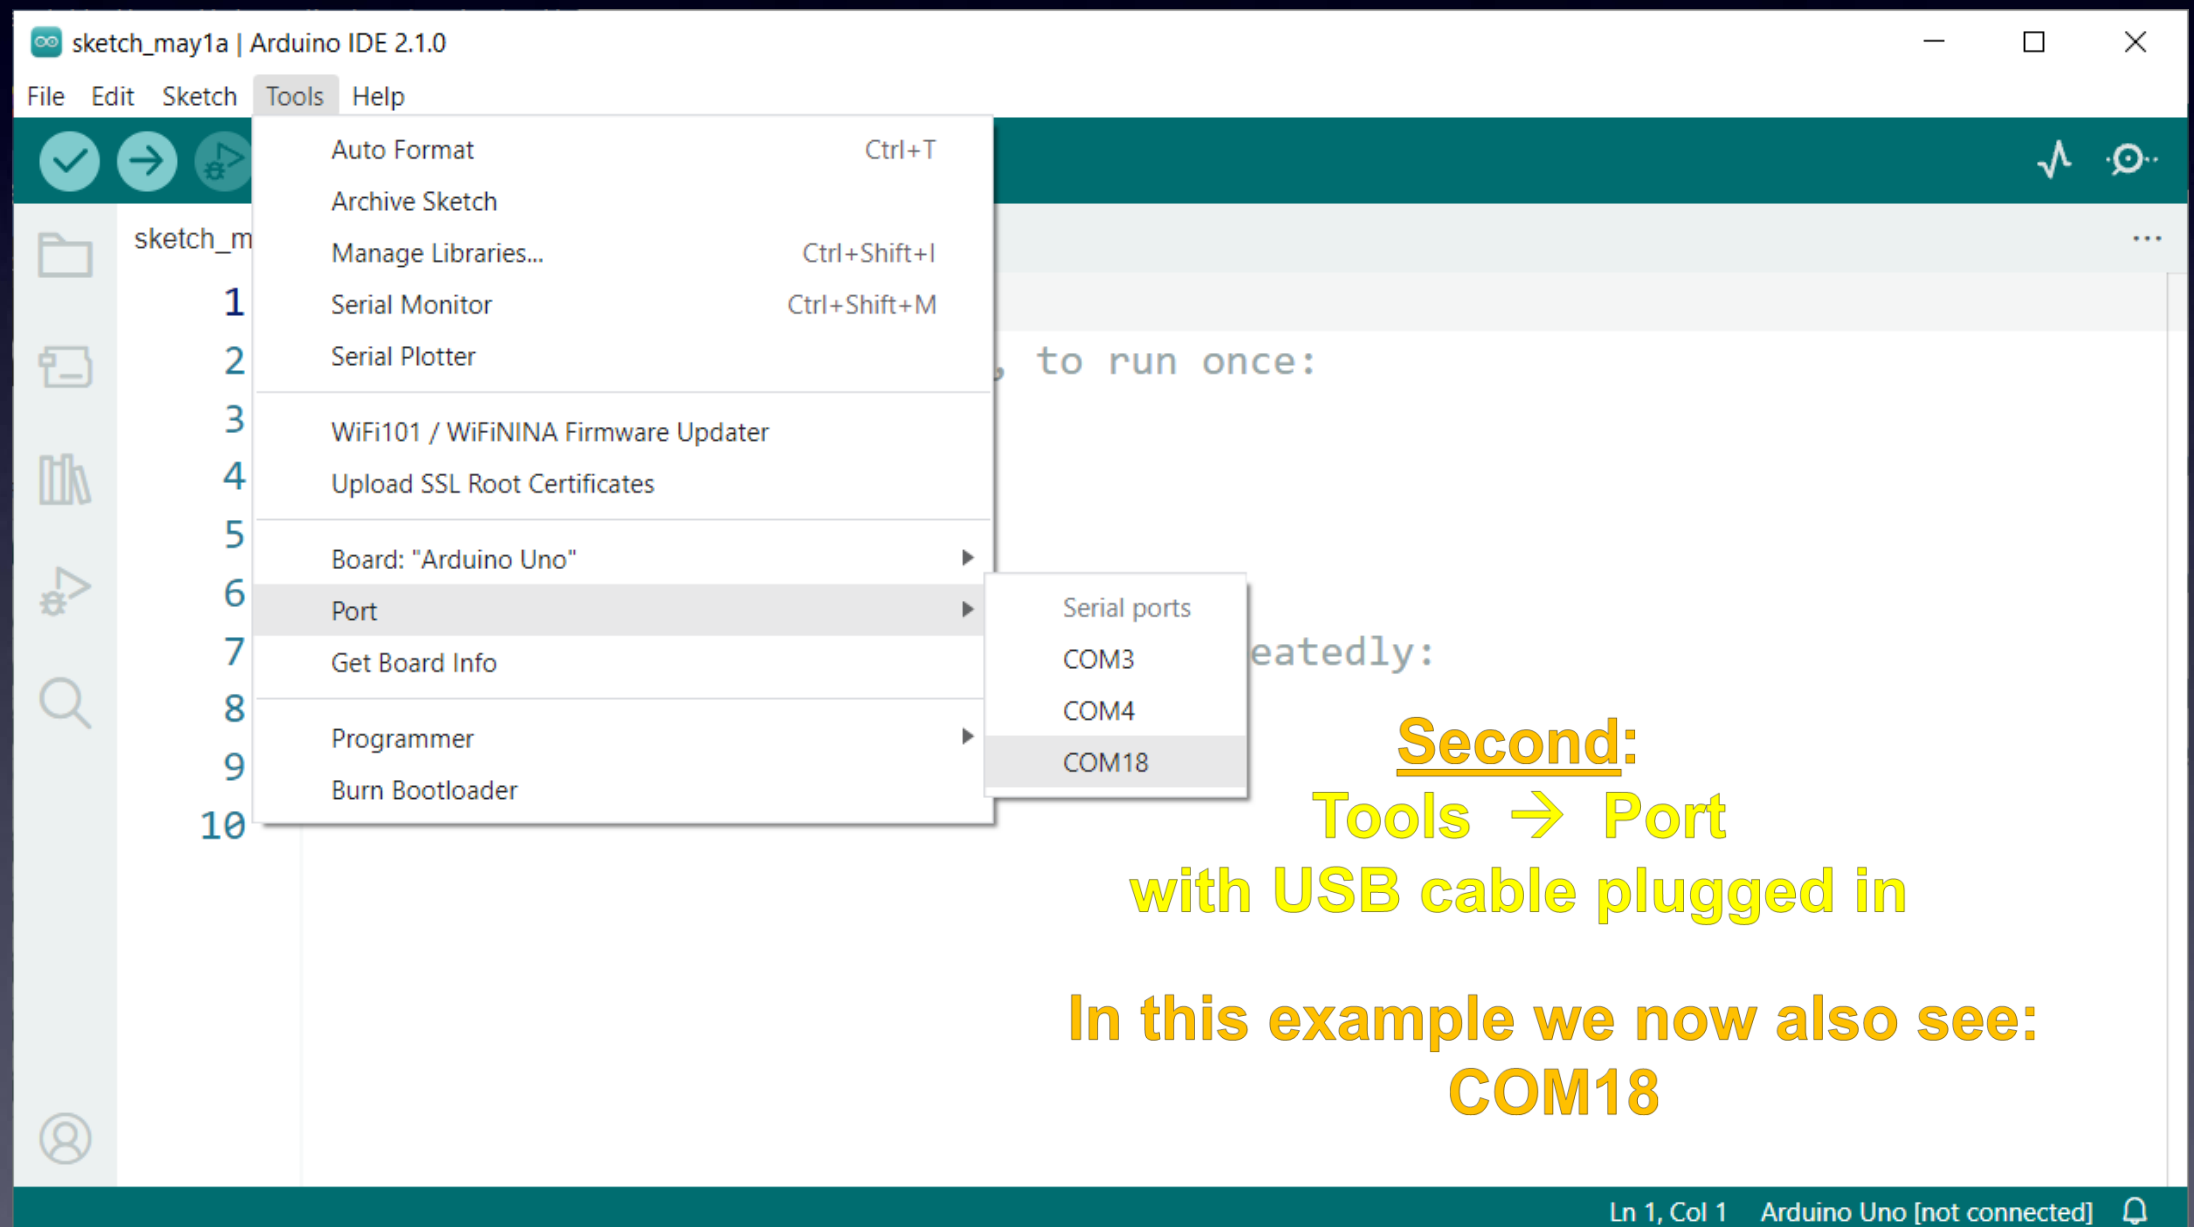 sketch_may1a | Arduino IDE 2.1.0
File Edit Sketch Tools Help
Auto Format Ctrl+T
Archive Sketch
sketch_m
Manage Libraries... Ctrl+Shift+I
1
Serial Monitor Ctrl+Shift+M
2
Serial Plotter
, to run once:
3
WiFi101 / WiFiNINA Firmware Updater
4
Upload SSL Root Certificates
5
Board: "Arduino Uno"
6
Port
Serial ports
7
Get Board Info
COM3
eatedly:
8
COM4
Programmer
9
COM18
Burn Bootloader
10
Second:
Tools → Port
with USB cable plugged in
In this example we now also see:
COM18
Ln 1, Col 1 Arduino Uno [not connected]